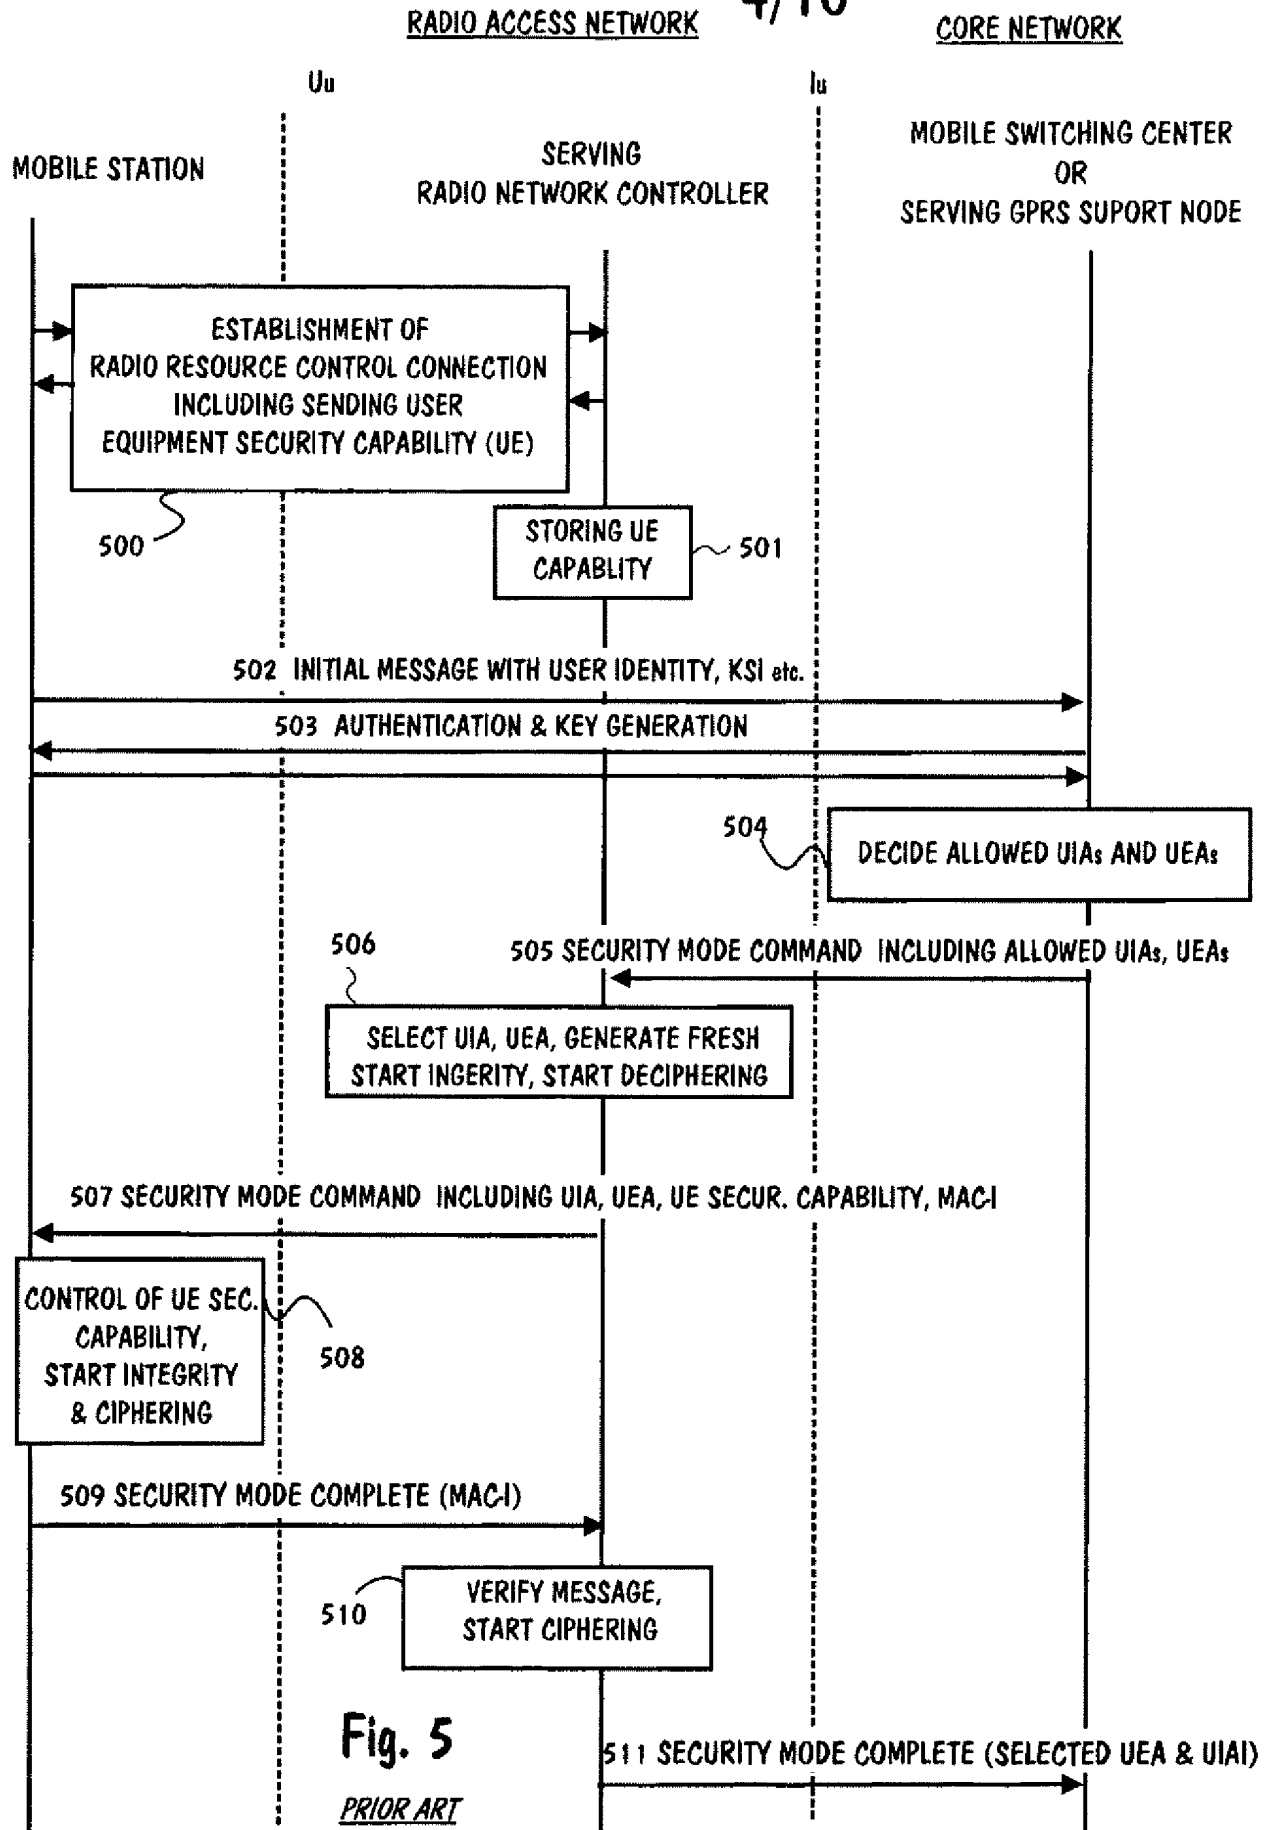 4/10
RADIO ACCESS NETWORK
CORE NETWORK
Uu
Iu
MOBILE STATION
SERVING
RADIO NETWORK CONTROLLER
MOBILE SWITCHING CENTER
OR
SERVING GPRS SUPORT NODE
ESTABLISHMENT OF
RADIO RESOURCE CONTROL CONNECTION
INCLUDING SENDING USER
EQUIPMENT SECURITY CAPABILITY (UE)
500
STORING UE
CAPABLITY
501
502 INITIAL MESSAGE WITH USER IDENTITY, KSI etc.
503 AUTHENTICATION & KEY GENERATION
504
DECIDE ALLOWED UIAs AND UEAs
505 SECURITY MODE COMMAND INCLUDING ALLOWED UIAs, UEAs
506
SELECT UIA, UEA, GENERATE FRESH
START INGERITY, START DECIPHERING
507 SECURITY MODE COMMAND INCLUDING UIA, UEA, UE SECUR. CAPABILITY, MAC-I
CONTROL OF UE SEC.
CAPABILITY,
START INTEGRITY
& CIPHERING
508
509 SECURITY MODE COMPLETE (MAC-I)
510
VERIFY MESSAGE,
START CIPHERING
511 SECURITY MODE COMPLETE (SELECTED UEA & UIAI)
Fig. 5
PRIOR ART